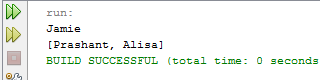 run:
Jamie
[Prashant, Alisa]
BUILD SUCCESSFUL (total time: 0 seconds